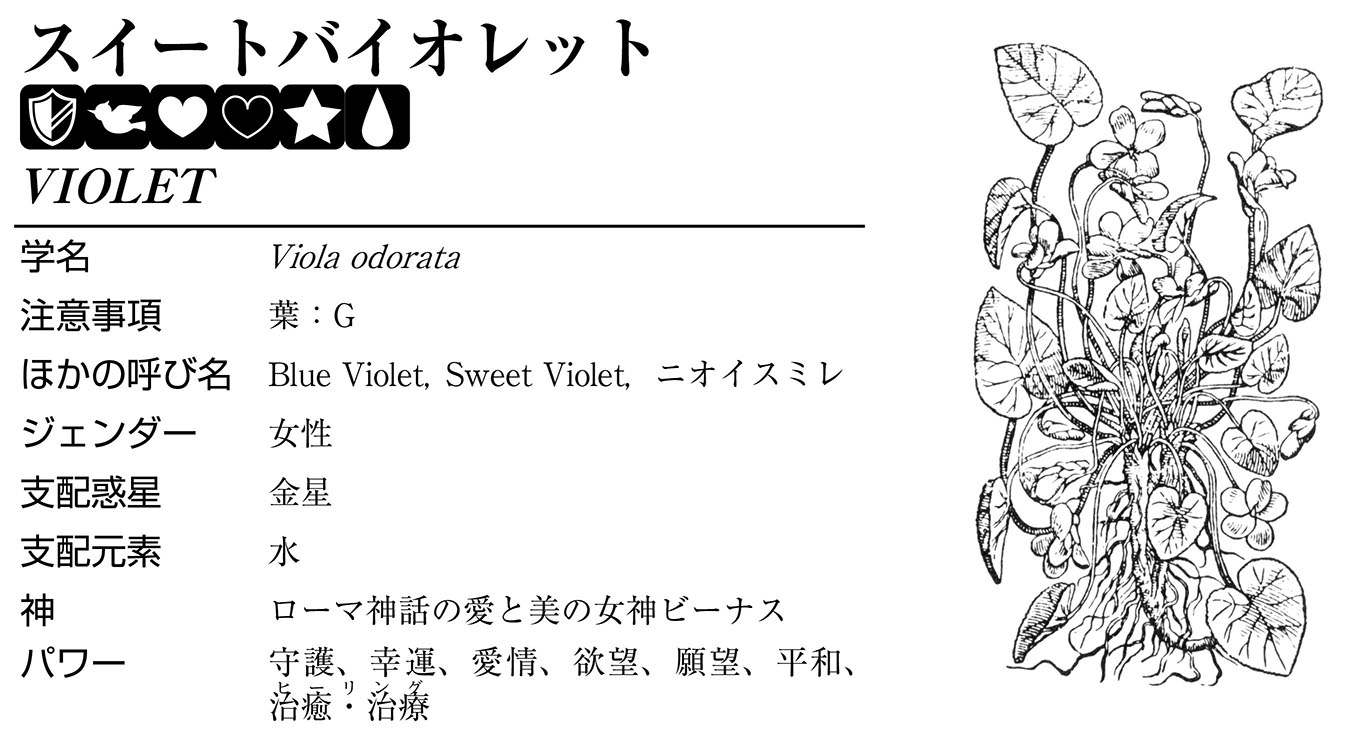 スイートバイオレット
VIOLET
学名 Viola odorata
注意事項 葉：G
ほかの呼び名 Blue Violet, Sweet Violet, ニオイスミレ
ジェンダー 女性
支配惑星 金星
支配元素 水
神 ローマ神話の愛と美の女神ビーナス
パワー 守護、幸運、愛情、欲望、願望、平和、
ヒーリング
治癒・治療